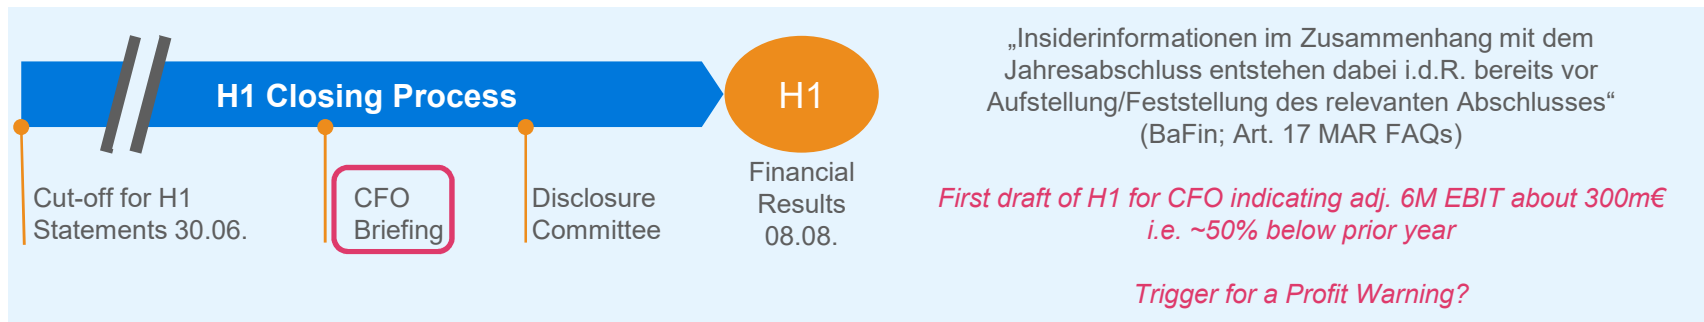 H1 Closing Process
H1
Cut-off for H1
Statements 30.06.
CFO
Briefing
Disclosure
Committee
Financial
Results
08.08.
„Insiderinformationen im Zusammenhang mit dem
Jahresabschluss entstehen dabei i.d.R. bereits vor
Aufstellung/Feststellung des relevanten Abschlusses“
(BaFin; Art. 17 MAR FAQs)
First draft of H1 for CFO indicating adj. 6M EBIT about 300m€
i.e. ~50% below prior year
Trigger for a Profit Warning?